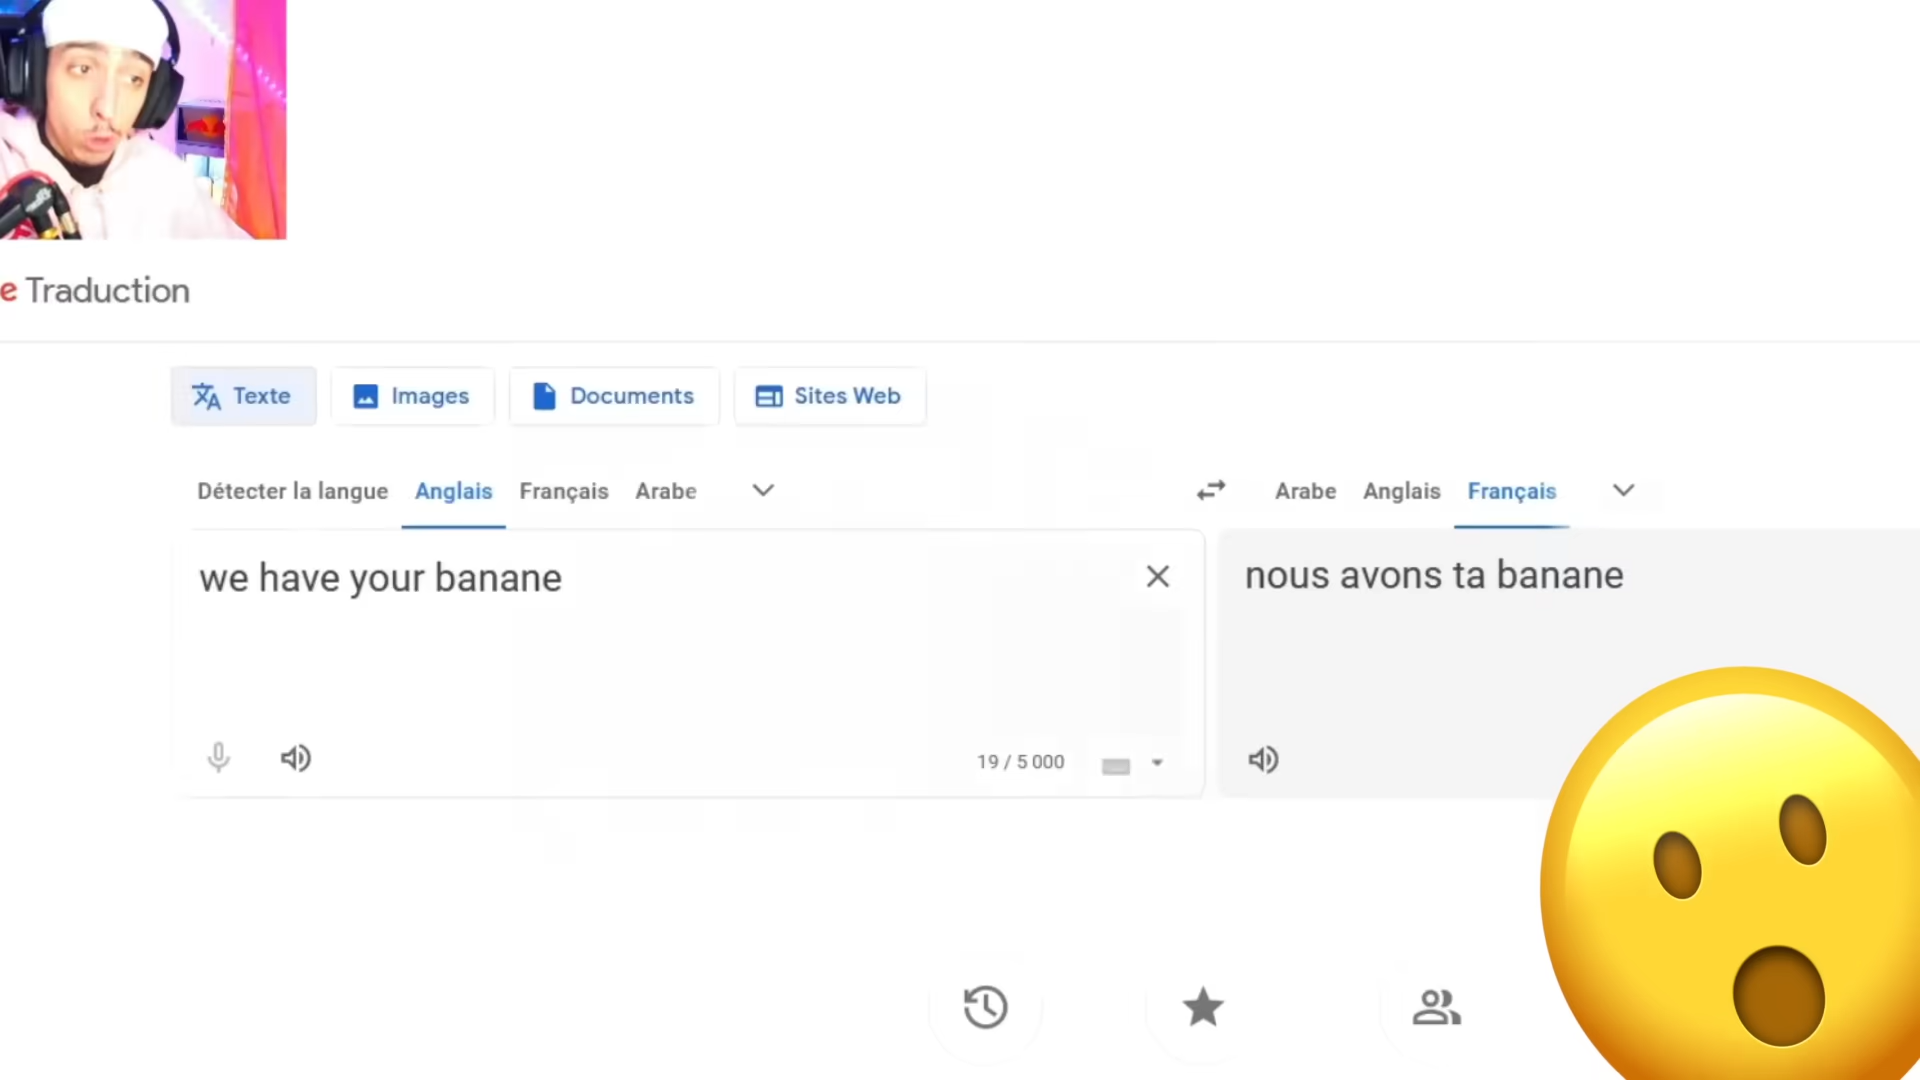 e Traduction
Texte Images Documents Sites Web
Détecter la langue Anglais Français Arabe Arabe Anglais Français
we have your banane
nous avons ta banane
19 / 5 000